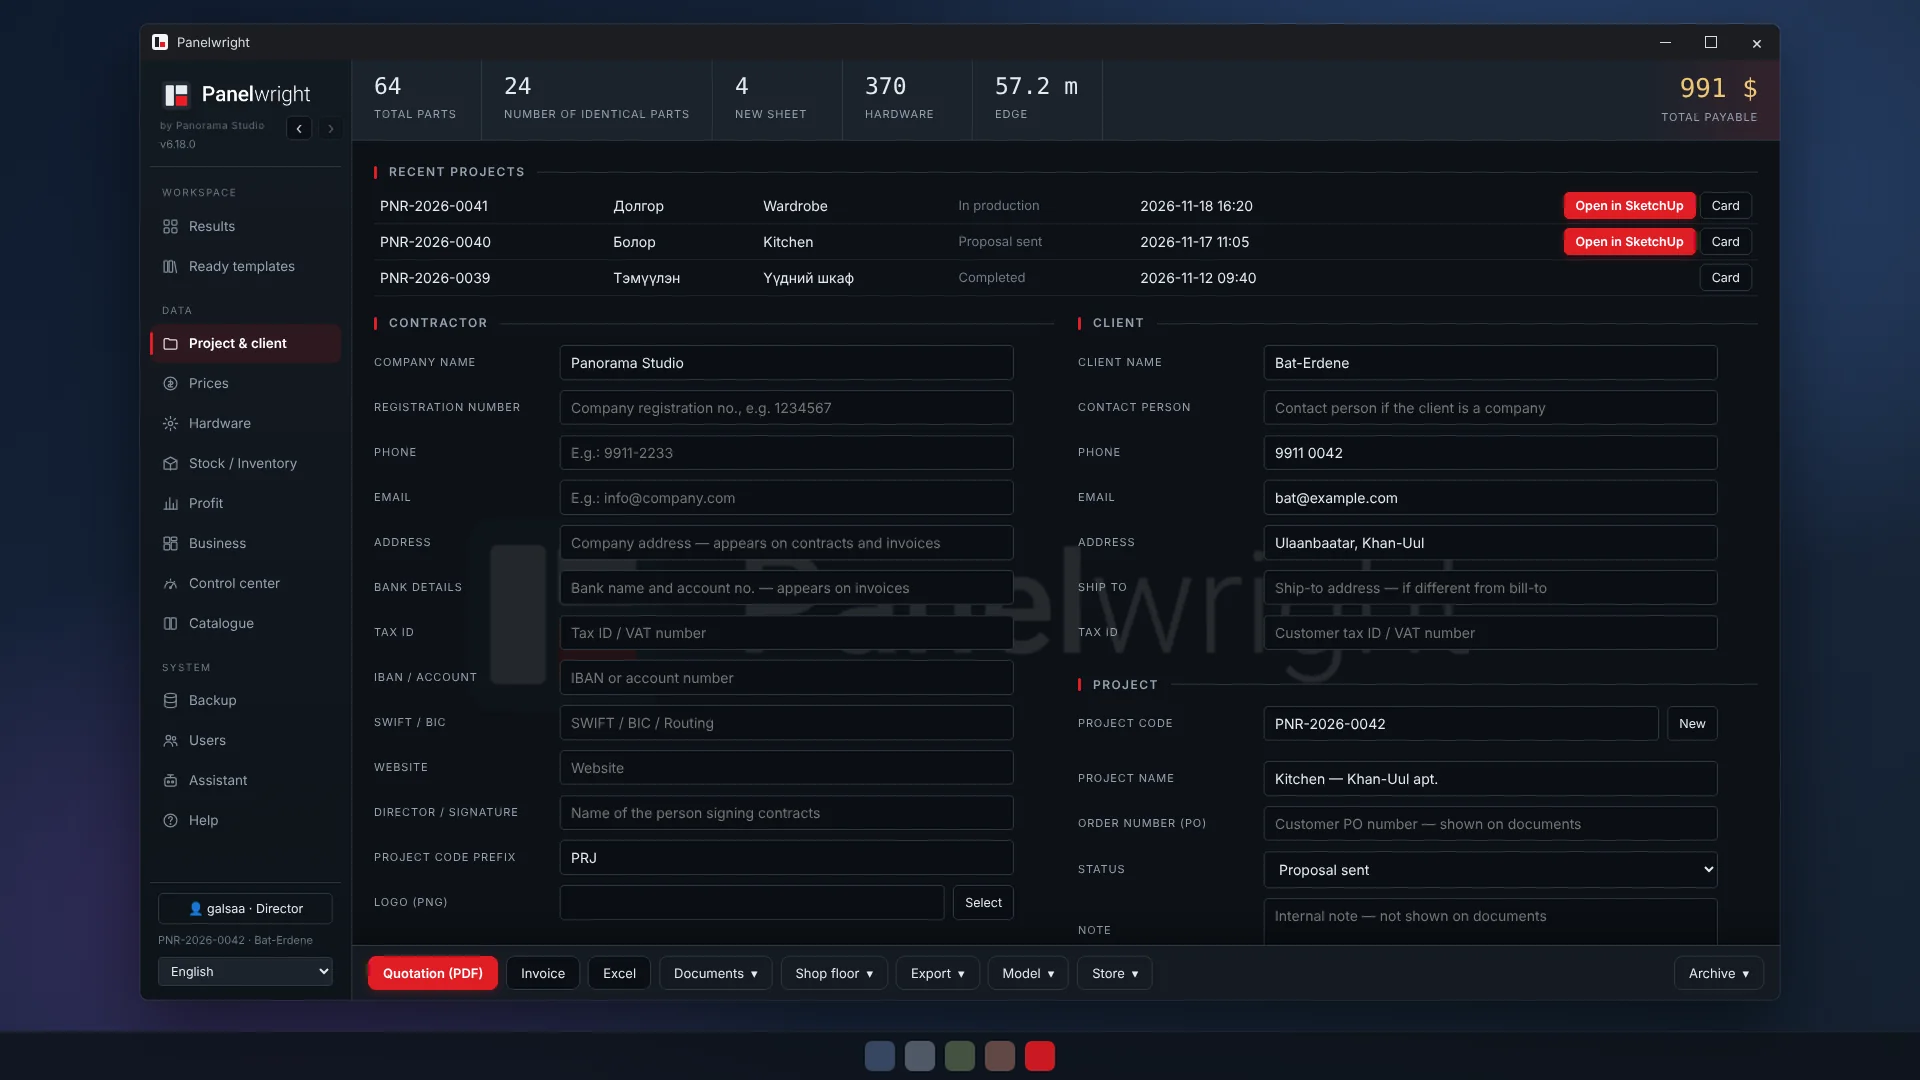 Panelwright
Panelwright
by Panorama Studio
v6.18.0
WORKSPACE
Results
Ready templates
DATA
Project & client
Prices
Hardware
Stock / Inventory
Profit
Business
Control center
Catalogue
SYSTEM
Backup
Users
Assistant
Help
galsaa · Director
PNR-2026-0042 · Bat-Erdene
English
64
TOTAL PARTS
24
NUMBER OF IDENTICAL PARTS
4
NEW SHEET
370
HARDWARE
57.2 m
EDGE
991 $
TOTAL PAYABLE
RECENT PROJECTS
PNR-2026-0041 Долгор Wardrobe In production 2026-11-18 16:20 Open in SketchUp Card
PNR-2026-0040 Болор Kitchen Proposal sent 2026-11-17 11:05 Open in SketchUp Card
PNR-2026-0039 Тэмүүлэн Үүдний шкаф Completed 2026-11-12 09:40 Card
CONTRACTOR
COMPANY NAME Panorama Studio
REGISTRATION NUMBER Company registration no., e.g. 1234567
PHONE E.g.: 9911-2233
EMAIL E.g.: info@company.com
ADDRESS Company address — appears on contracts and invoices
BANK DETAILS Bank name and account no. — appears on invoices
TAX ID Tax ID / VAT number
IBAN / ACCOUNT IBAN or account number
SWIFT / BIC SWIFT / BIC / Routing
WEBSITE Website
DIRECTOR / SIGNATURE Name of the person signing contracts
PROJECT CODE PREFIX PRJ
LOGO (PNG) Select
CLIENT
CLIENT NAME Bat-Erdene
CONTACT PERSON Contact person if the client is a company
PHONE 9911 0042
EMAIL bat@example.com
ADDRESS Ulaanbaatar, Khan-Uul
SHIP TO Ship-to address — if different from bill-to
TAX ID Customer tax ID / VAT number
PROJECT
PROJECT CODE PNR-2026-0042 New
PROJECT NAME Kitchen — Khan-Uul apt.
ORDER NUMBER (PO) Customer PO number — shown on documents
STATUS Proposal sent
NOTE Internal note — not shown on documents
Panelwright
Quotation (PDF) Invoice Excel Documents ▾ Shop floor ▾ Export ▾ Model ▾ Store ▾ Archive ▾